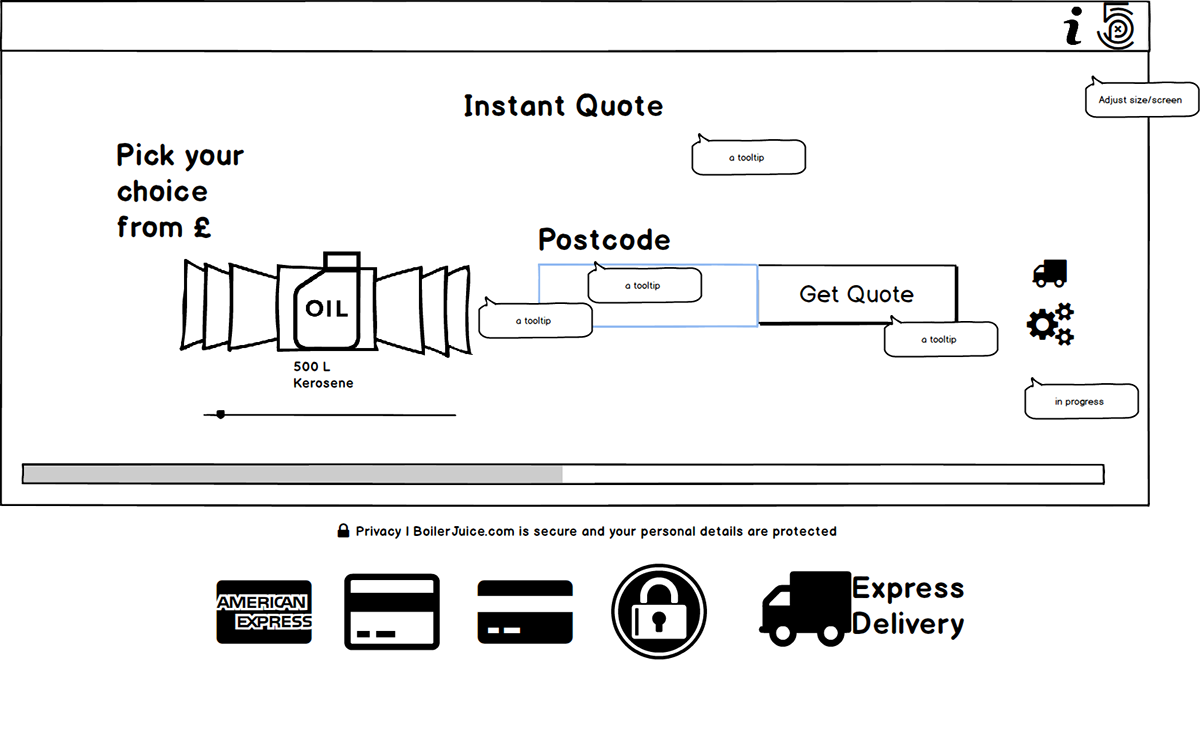 i
Adjust size/screen
Instant Quote
a tooltip
Pick your
choice
from £
Postcode
a tooltip
Get Quote
OIL
a tooltip
a tooltip
500 L
Kerosene
in progress
Privacy | BoilerJuice.com is secure and your personal details are protected
AMERICAN
EXPRESS
Express
Delivery